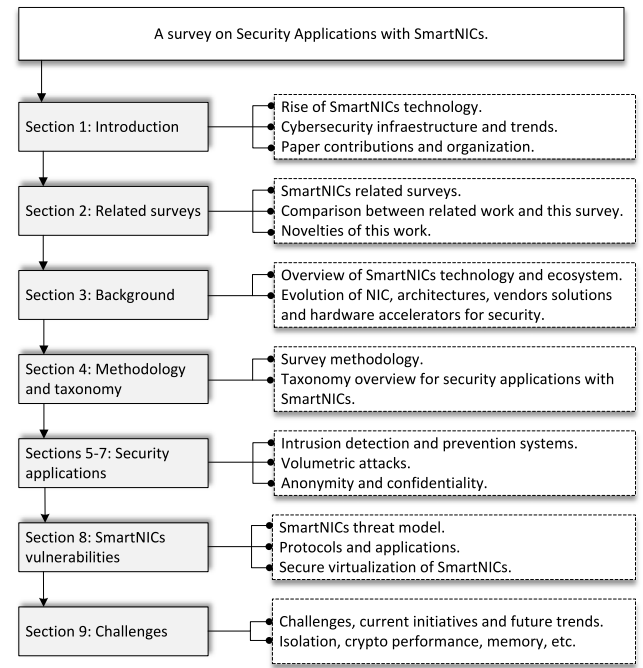 A survey on Security Applications with SmartNICs.
Section 1: Introduction
Rise of SmartNICs technology.
Cybersecurity infraestructure and trends.
Paper contributions and organization.
Section 2: Related surveys
SmartNICs related surveys.
Comparison between related work and this survey.
Novelties of this work.
Section 3: Background
Overview of SmartNICs technology and ecosystem.
Evolution of NIC, architectures, vendors solutions
and hardware accelerators for security.
Section 4: Methodology
and taxonomy
Survey methodology.
Taxonomy overview for security applications with
SmartNICs.
Sections 5-7: Security
applications
Intrusion detection and prevention systems.
Volumetric attacks.
Anonymity and confidentiality.
Section 8: SmartNICs
vulnerabilities
SmartNICs threat model.
Protocols and applications.
Secure virtualization of SmartNICs.
Section 9: Challenges
Challenges, current initiatives and future trends.
Isolation, crypto performance, memory, etc.